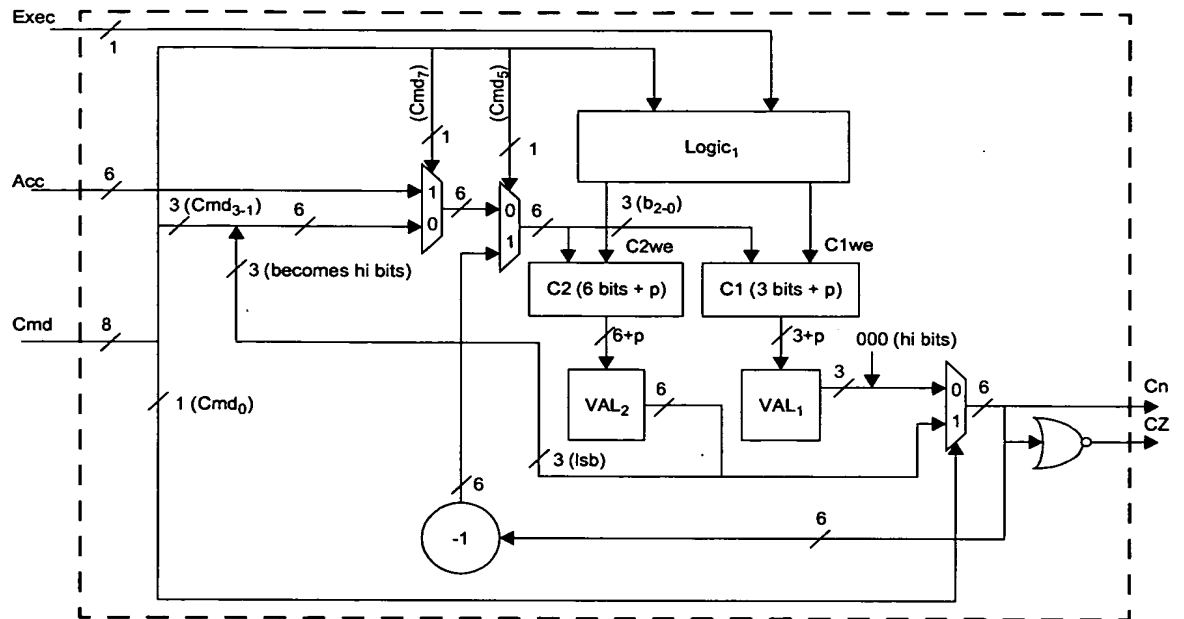 Exec
1
(Cmd₇)
(Cmd₅)
1
1
Logic₁
Acc
6
1
0
6
0
1
6
3 (Cmd₃₋₁)
6
3 (b₂₋₀)
C2we
C1we
3 (becomes hi bits)
C2 (6 bits + p)
C1 (3 bits + p)
Cmd
8
6+p
3+p
000 (hi bits)
1 (Cmd₀)
VAL₂
6
VAL₁
3
0
1
6
Cn
CZ
3 (lsb)
6
-1
6